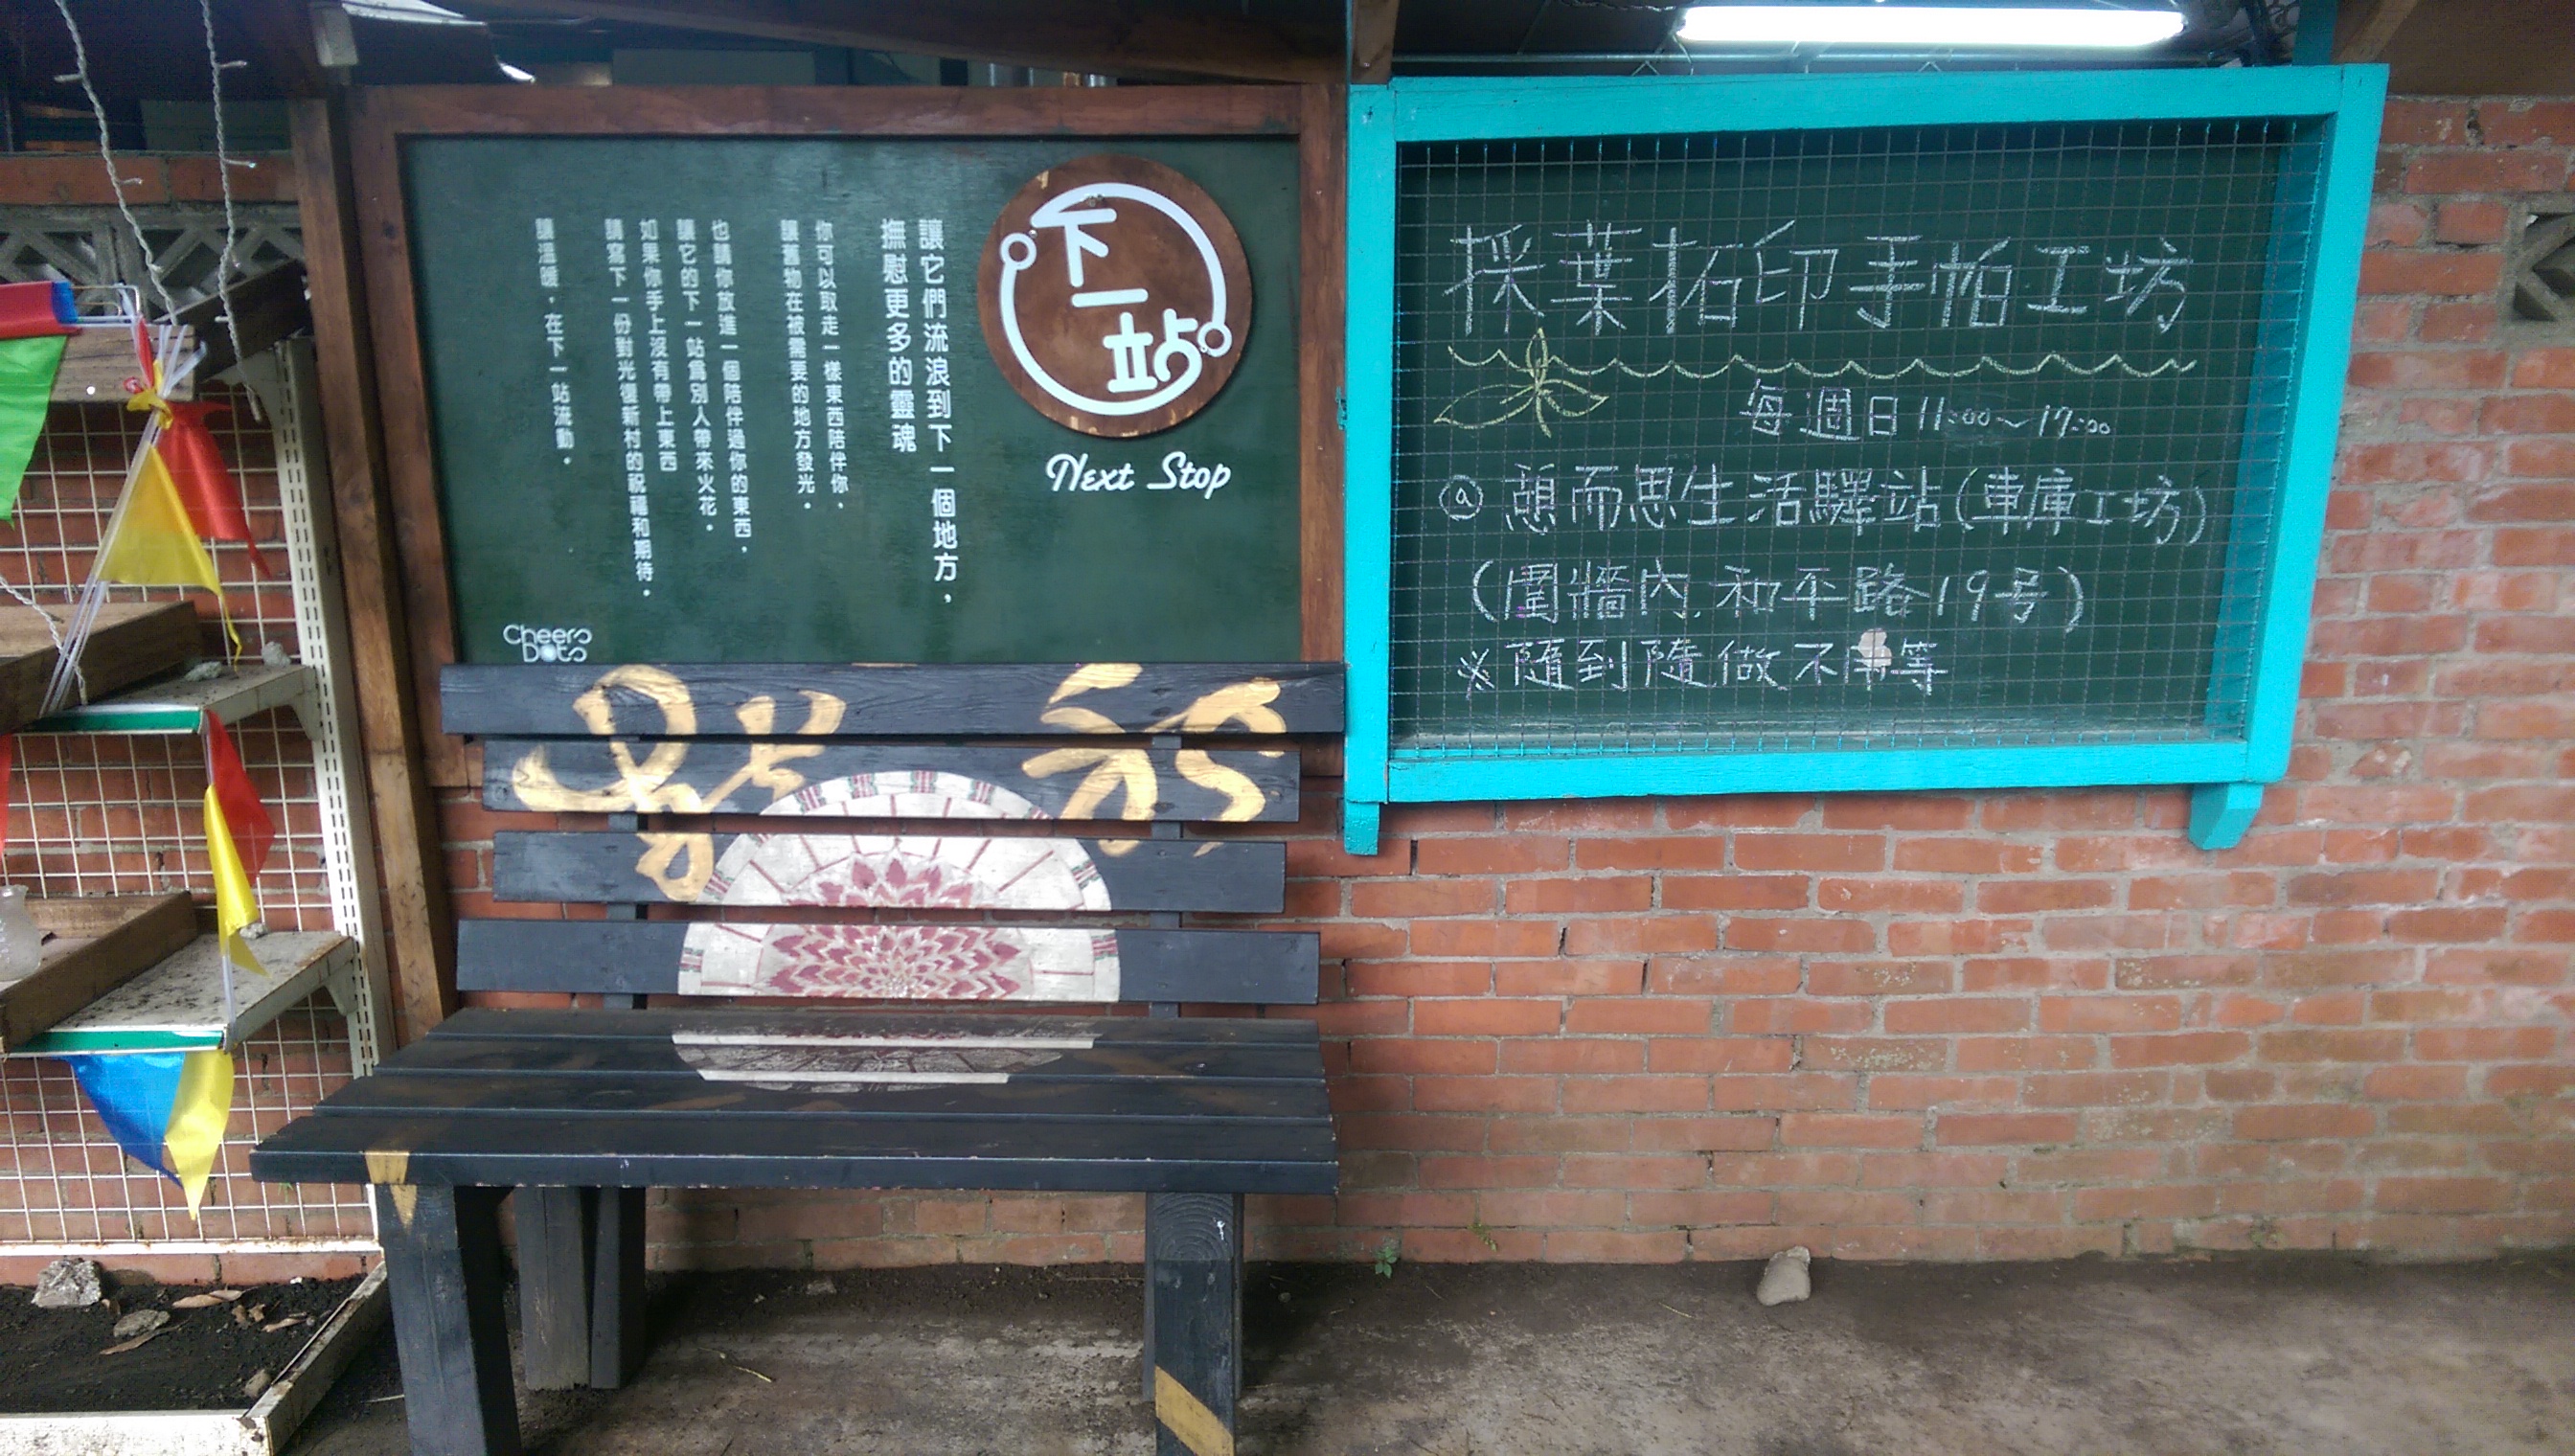 下一站
Next Stop
讓它們流浪到下一個地方，
撫慰更多的靈魂
你可以取走一樣東西陪伴你，
讓舊物在被需要的地方發光。
也請你放進一個陪伴過你的東西，
讓它的下一站為別人帶來火花。
如果你手上沒有帶上東西
請寫下一份對光復新村的祝福和期待。
讓溫暖，在下一站流動。
Cheers Dots
採葉拓印手帕工坊
每週日 11:00～17:00
@ 憩而思生活驛站(車庫工坊)
(圍牆內.和平路19号)
※隨到隨做不用等